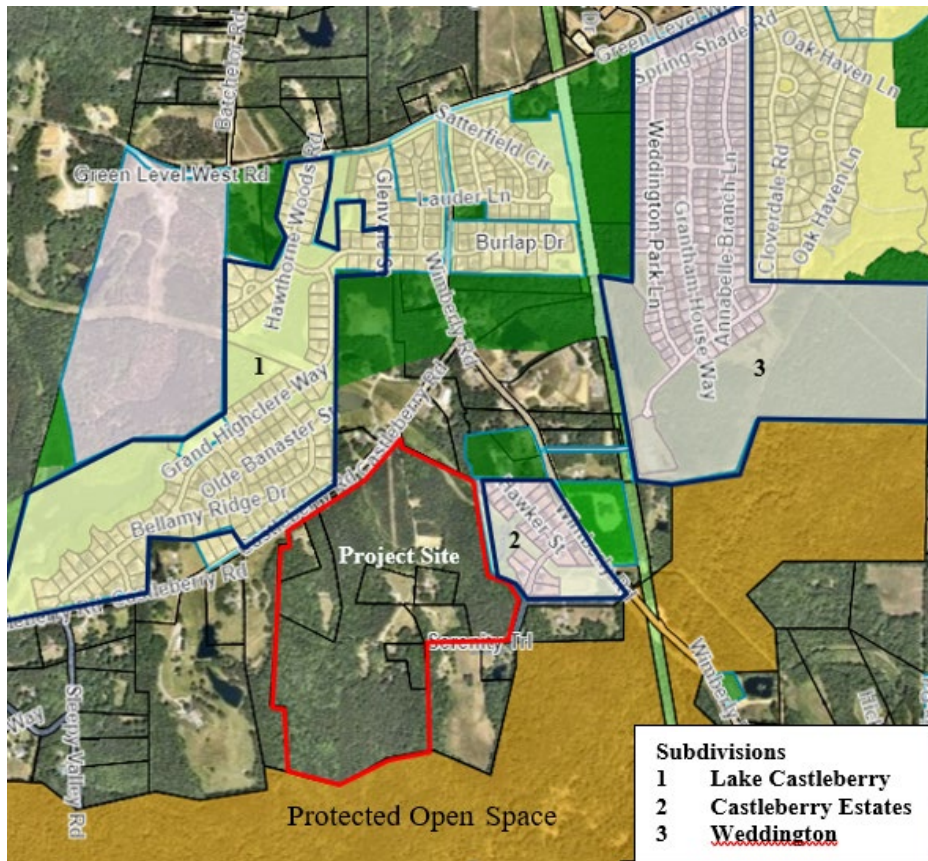 Batchelor Rd
Dr
Spring Shade Rd
Oak Haven Ln
Green Level West Rd
Hawthorne Woods Rd
Satterfield Cir
Lauder Ln
Burlap Dr
Weddington Park Ln
Grantham House Way
Annabelle Branch Ln
Cloverdale Rd
Oak Haven Ln
Wimberly Rd
1
3
Grand Highclere Way
Olde Banaster St
Bellamy Ridge Dr
Castleberry Rd
Project Site
2
Hawker St
Castleberry Rd
Serenity Trl
Way
Sleepy Valley Rd
Protected Open Space
Subdivisions
1 Lake Castleberry
2 Castleberry Estates
3 Weddington